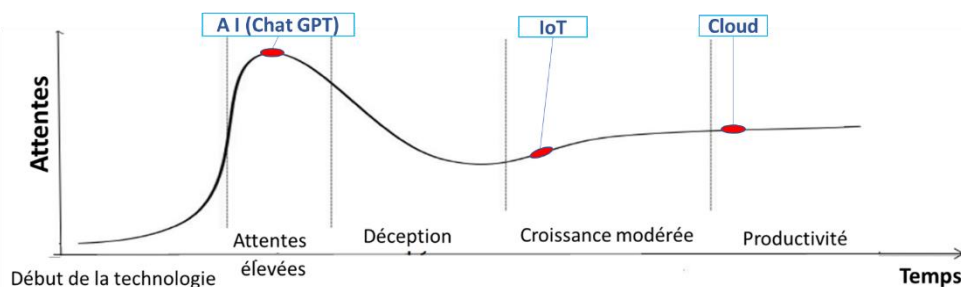 A I (Chat GPT)
IoT
Cloud
Attentes
Attentes
élevées
Déception
Croissance modérée
Productivité
Début de la technologie
Temps